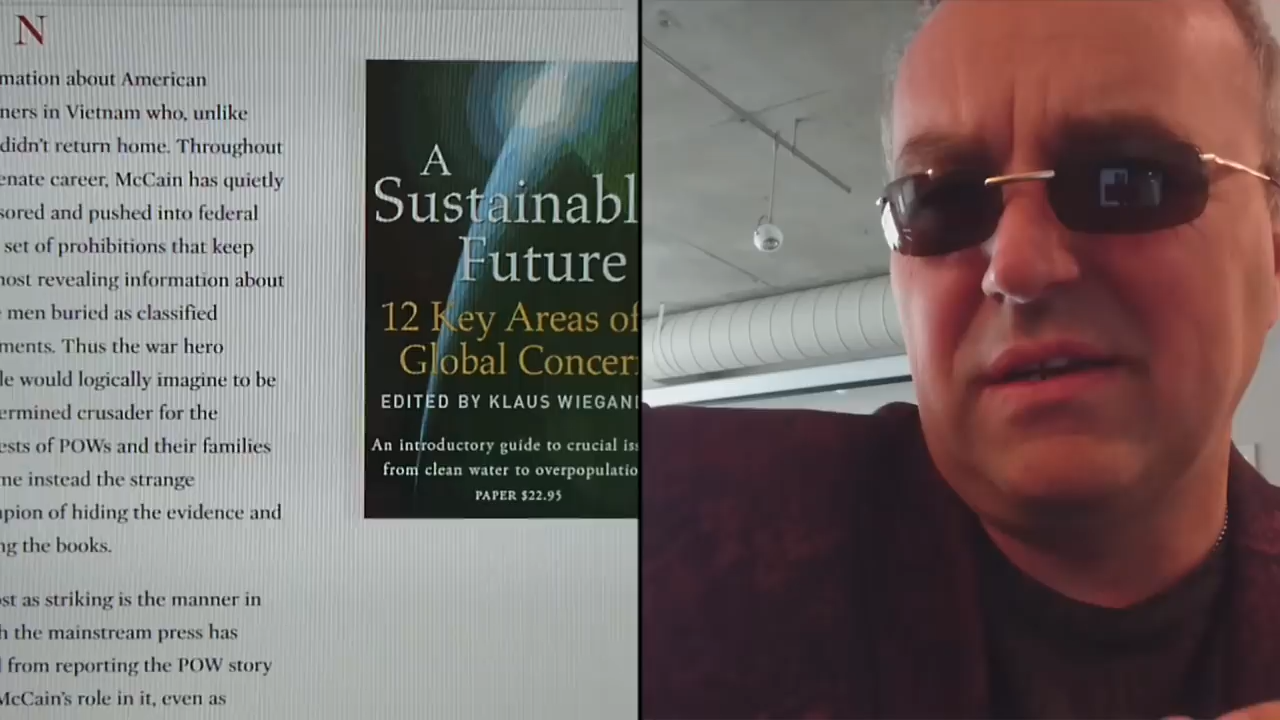 N
mation about American
ners in Vietnam who, unlike
didn't return home. Throughout
enate career, McCain has quietly
sored and pushed into federal
set of prohibitions that keep
nost revealing information about
men buried as classified
ments. Thus the war hero
le would logically imagine to be
ermined crusader for the
ests of POWs and their families
me instead the strange
npion of hiding the evidence and
ng the books.
st as striking is the manner in
h the mainstream press has
l from reporting the POW story
McCain's role in it, even as
A
Sustainabl
Future
12 Key Areas of
Global Concer
EDITED BY KLAUS WIEGAN
An introductory guide to crucial iss
from clean water to overpopulatio
PAPER $22.95